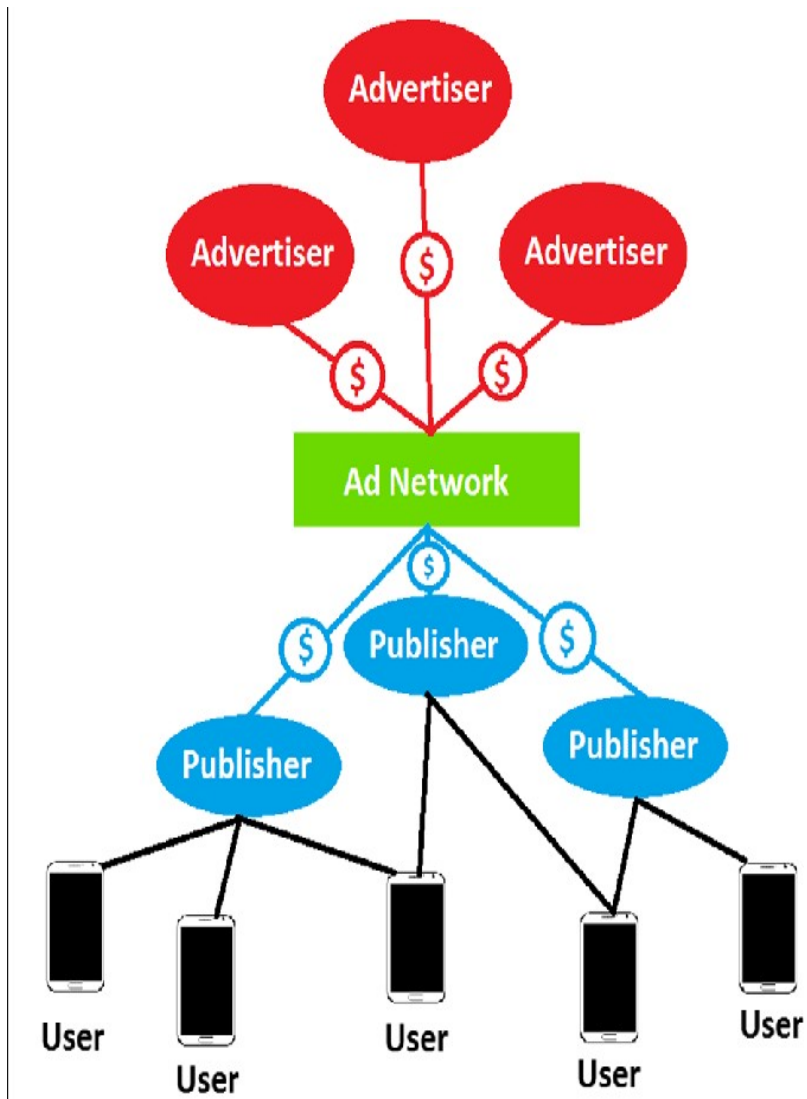 Advertiser
Advertiser
Advertiser
$
$
$
Ad Network
$
$
$
Publisher
Publisher
Publisher
User
User
User
User
User